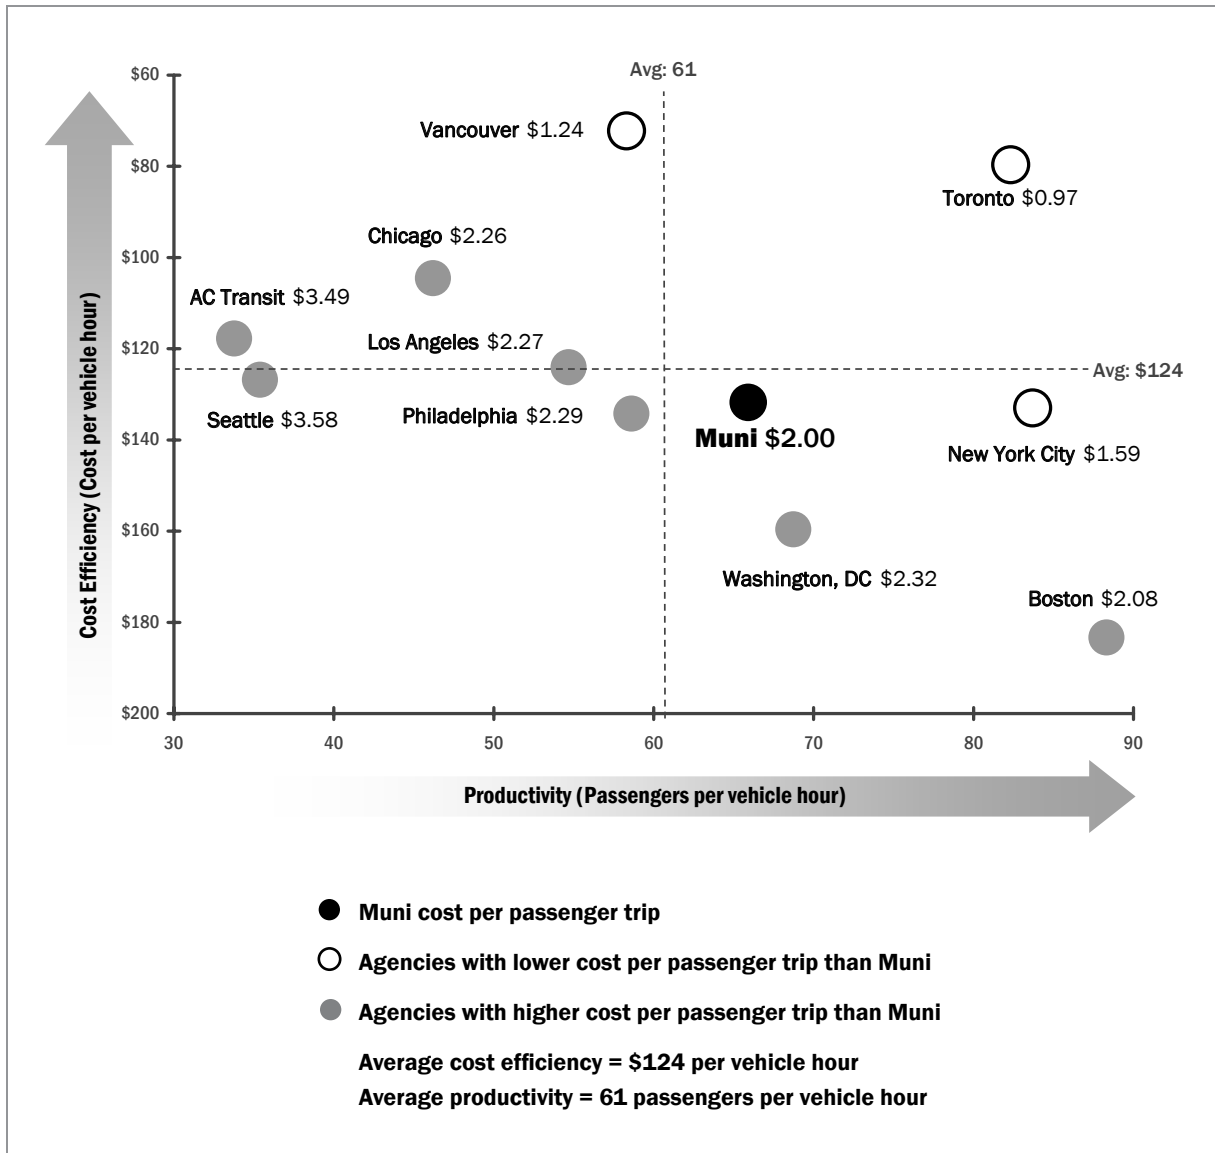 Avg: 61
$60
Vancouver $1.24
$80
Toronto $0.97
Chicago $2.26
$100
AC Transit $3.49
Los Angeles $2.27
$120
Avg: $124
Seattle $3.58
Philadelphia $2.29
Muni $2.00
$140
New York City $1.59
$160
Washington, DC $2.32
Boston $2.08
$180
$200
Cost Efficiency (Cost per vehicle hour)
30 40 50 60 70 80 90
Productivity (Passengers per vehicle hour)
Muni cost per passenger trip
Agencies with lower cost per passenger trip than Muni
Agencies with higher cost per passenger trip than Muni
Average cost efficiency = $124 per vehicle hour
Average productivity = 61 passengers per vehicle hour